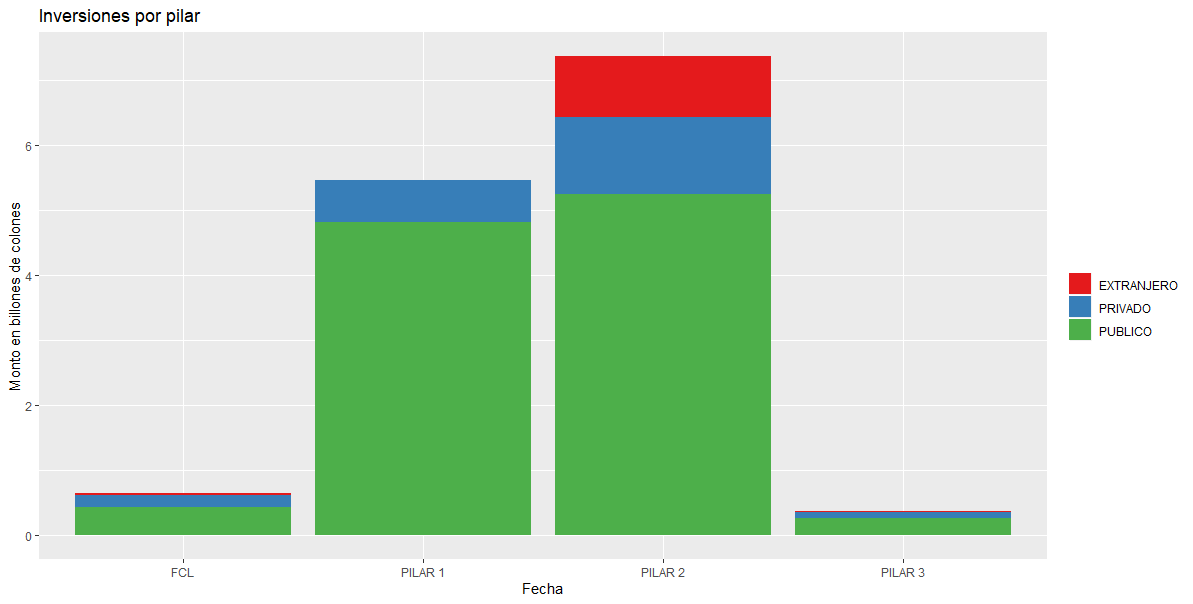 Inversiones por pilar
Monto en billones de colones
6
4
2
0
FCL
PILAR 1
PILAR 2
PILAR 3
Fecha
EXTRANJERO
PRIVADO
PUBLICO